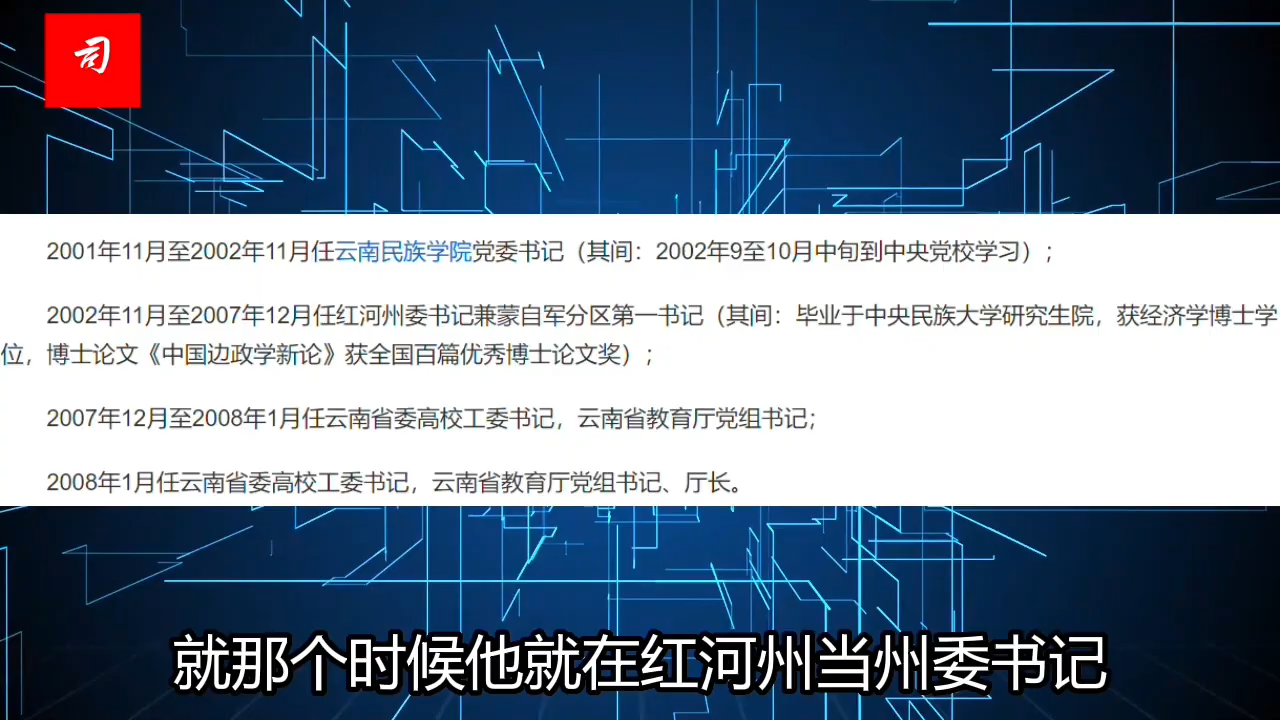 司
2001年11月至2002年11月任云南民族学院党委书记（其间：2002年9至10月中旬到中央党校学习）；
2002年11月至2007年12月任红河州委书记兼蒙自军分区第一书记（其间：毕业于中央民族大学研究生院，获经济学博士学
位，博士论文《中国边政学新论》获全国百篇优秀博士论文奖）；
2007年12月至2008年1月任云南省委高校工委书记，云南省教育厅党组书记；
2008年1月任云南省委高校工委书记，云南省教育厅党组书记、厅长。
就那个时候他就在红河州当州委书记